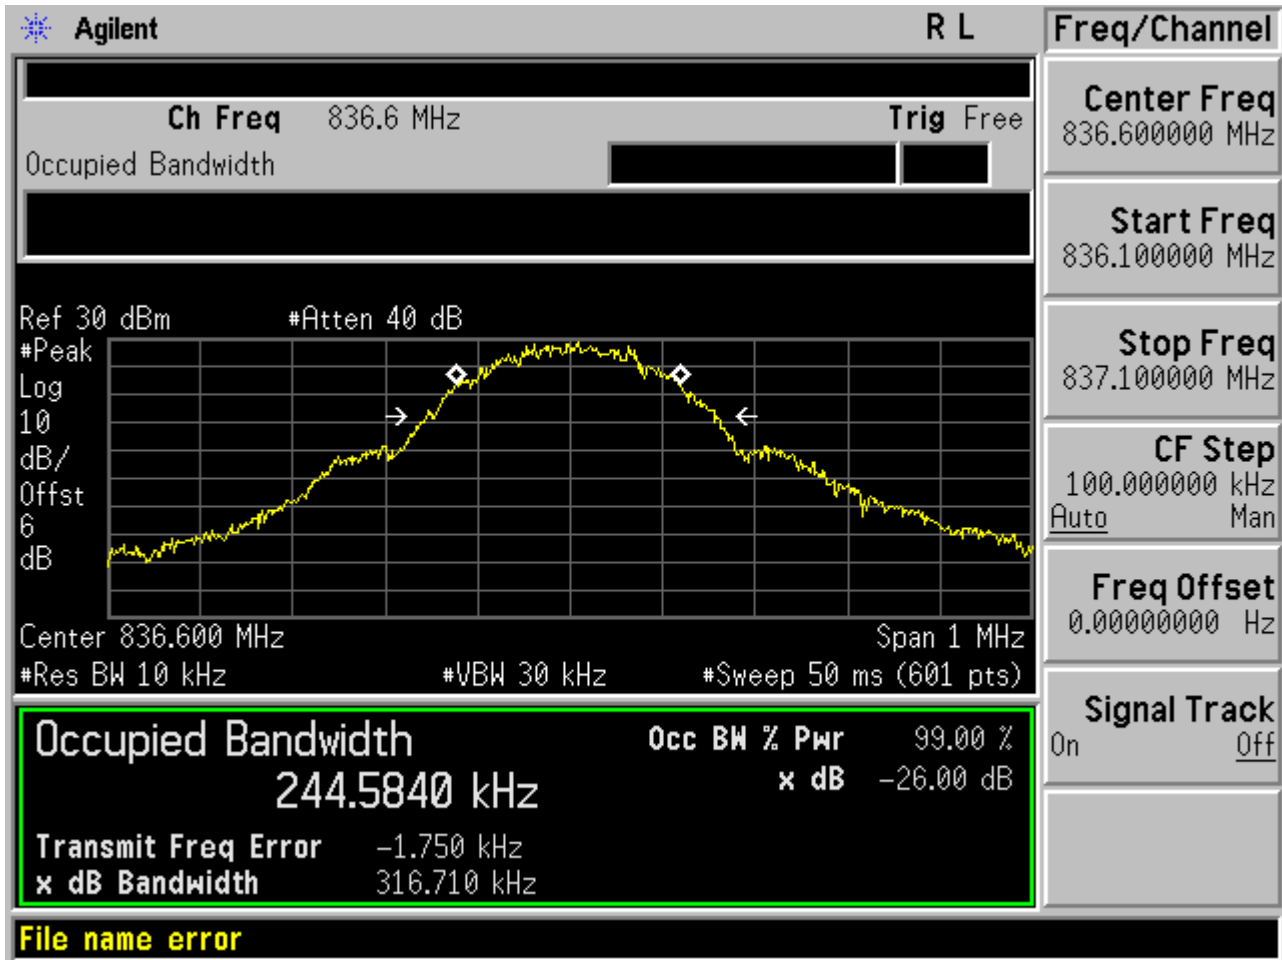 Agilent R L Freq/Channel
Ch Freq 836.6 MHz Trig Free
Occupied Bandwidth
Center Freq
836.600000 MHz
Start Freq
836.100000 MHz
Stop Freq
837.100000 MHz
CF Step
100.000000 kHz
Auto Man
Freq Offset
0.00000000 Hz
Signal Track
On Off
Ref 30 dBm #Atten 40 dB
#Peak
Log
10
dB/
Offst
6
dB
Center 836.600 MHz Span 1 MHz
#Res BW 10 kHz #VBW 30 kHz #Sweep 50 ms (601 pts)
Occupied Bandwidth Occ BW % Pwr 99.00 %
244.5840 kHz x dB -26.00 dB
Transmit Freq Error -1.750 kHz
x dB Bandwidth 316.710 kHz
File name error